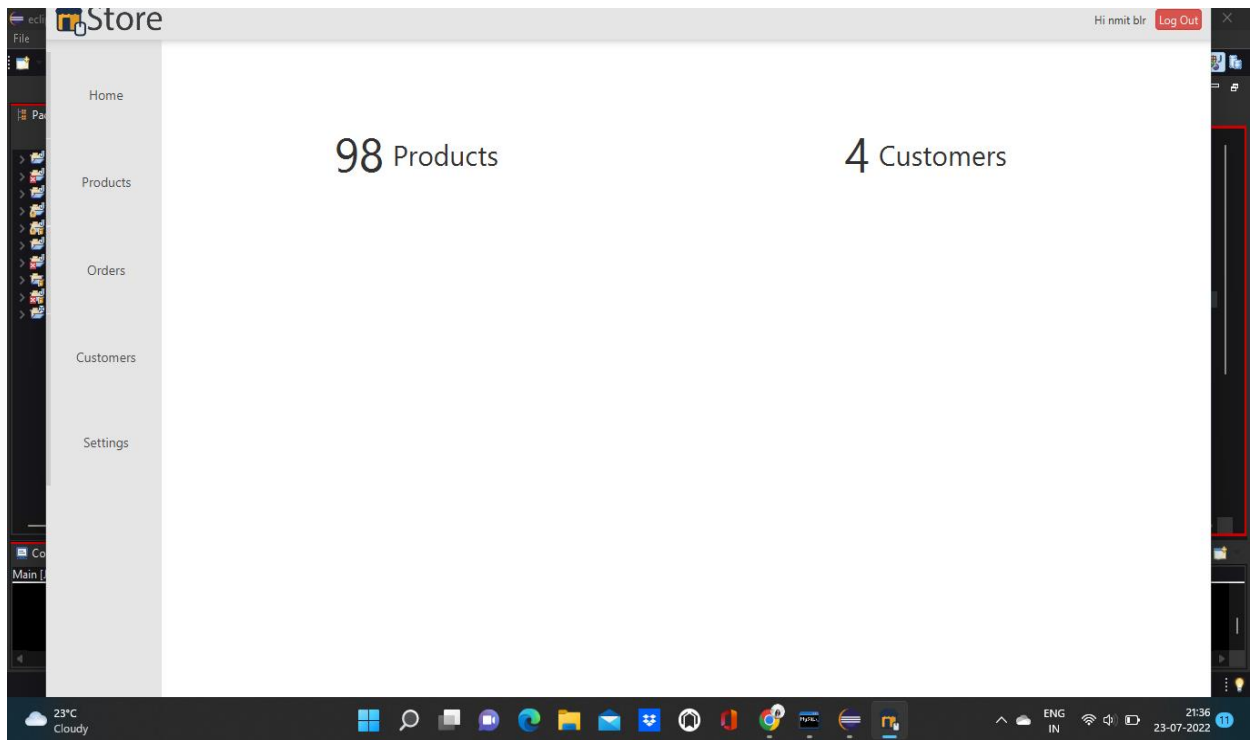 Store
Hi nmit blr
Log Out
File
Home
98 Products
4 Customers
Products
Orders
Customers
Settings
Main
23°C
Cloudy
ENG
IN
21:36
23-07-2022
11